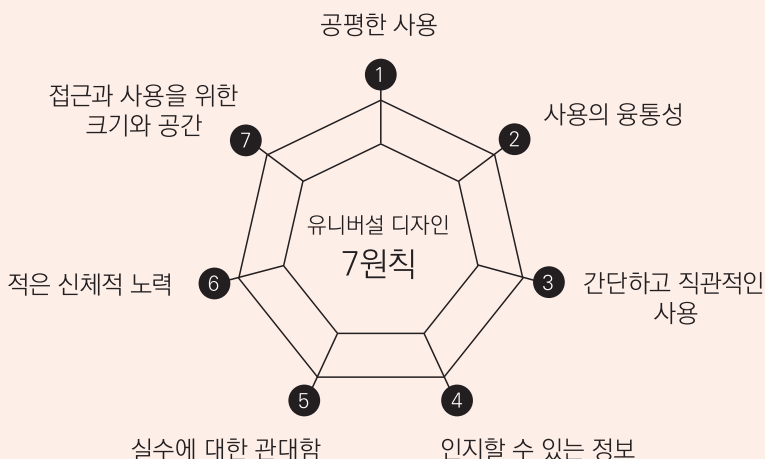 공평한 사용
1
사용의 융통성
2
간단하고 직관적인
사용
3
인지할 수 있는 정보
4
실수에 대한 관대함
5
적은 신체적 노력
6
접근과 사용을 위한
크기와 공간
7
유니버설 디자인
7원칙